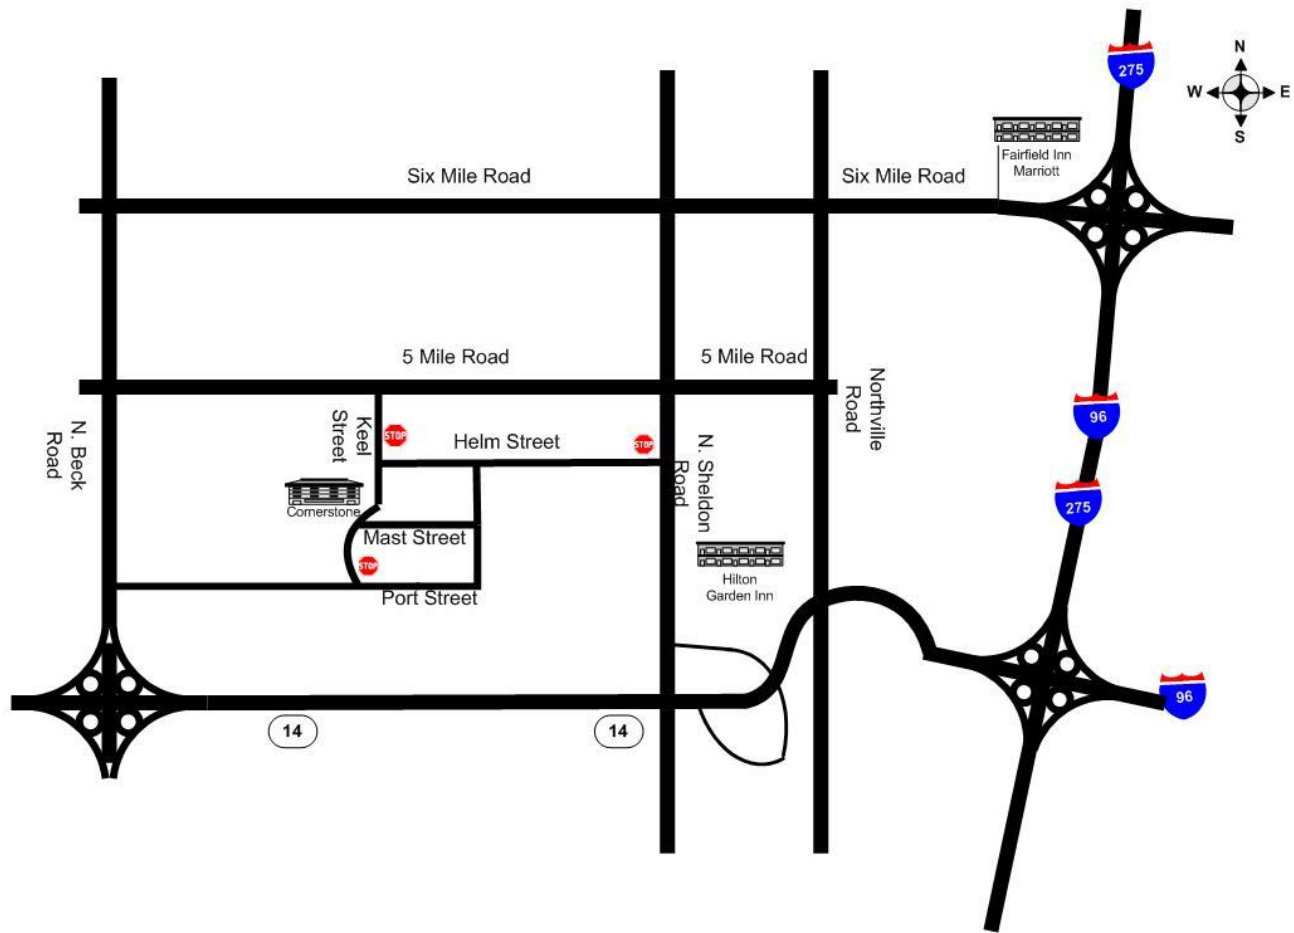 275
N
W E
S
Fairfield Inn
Marriott
Six Mile Road
Six Mile Road
5 Mile Road
5 Mile Road
Northville
Road
96
N. Beck
Road
Keel
Street
STOP
Helm Street
STOP
N. Sheldon
Road
275
Cornerstone
Mast Street
STOP
Port Street
Hilton
Garden Inn
96
14
14